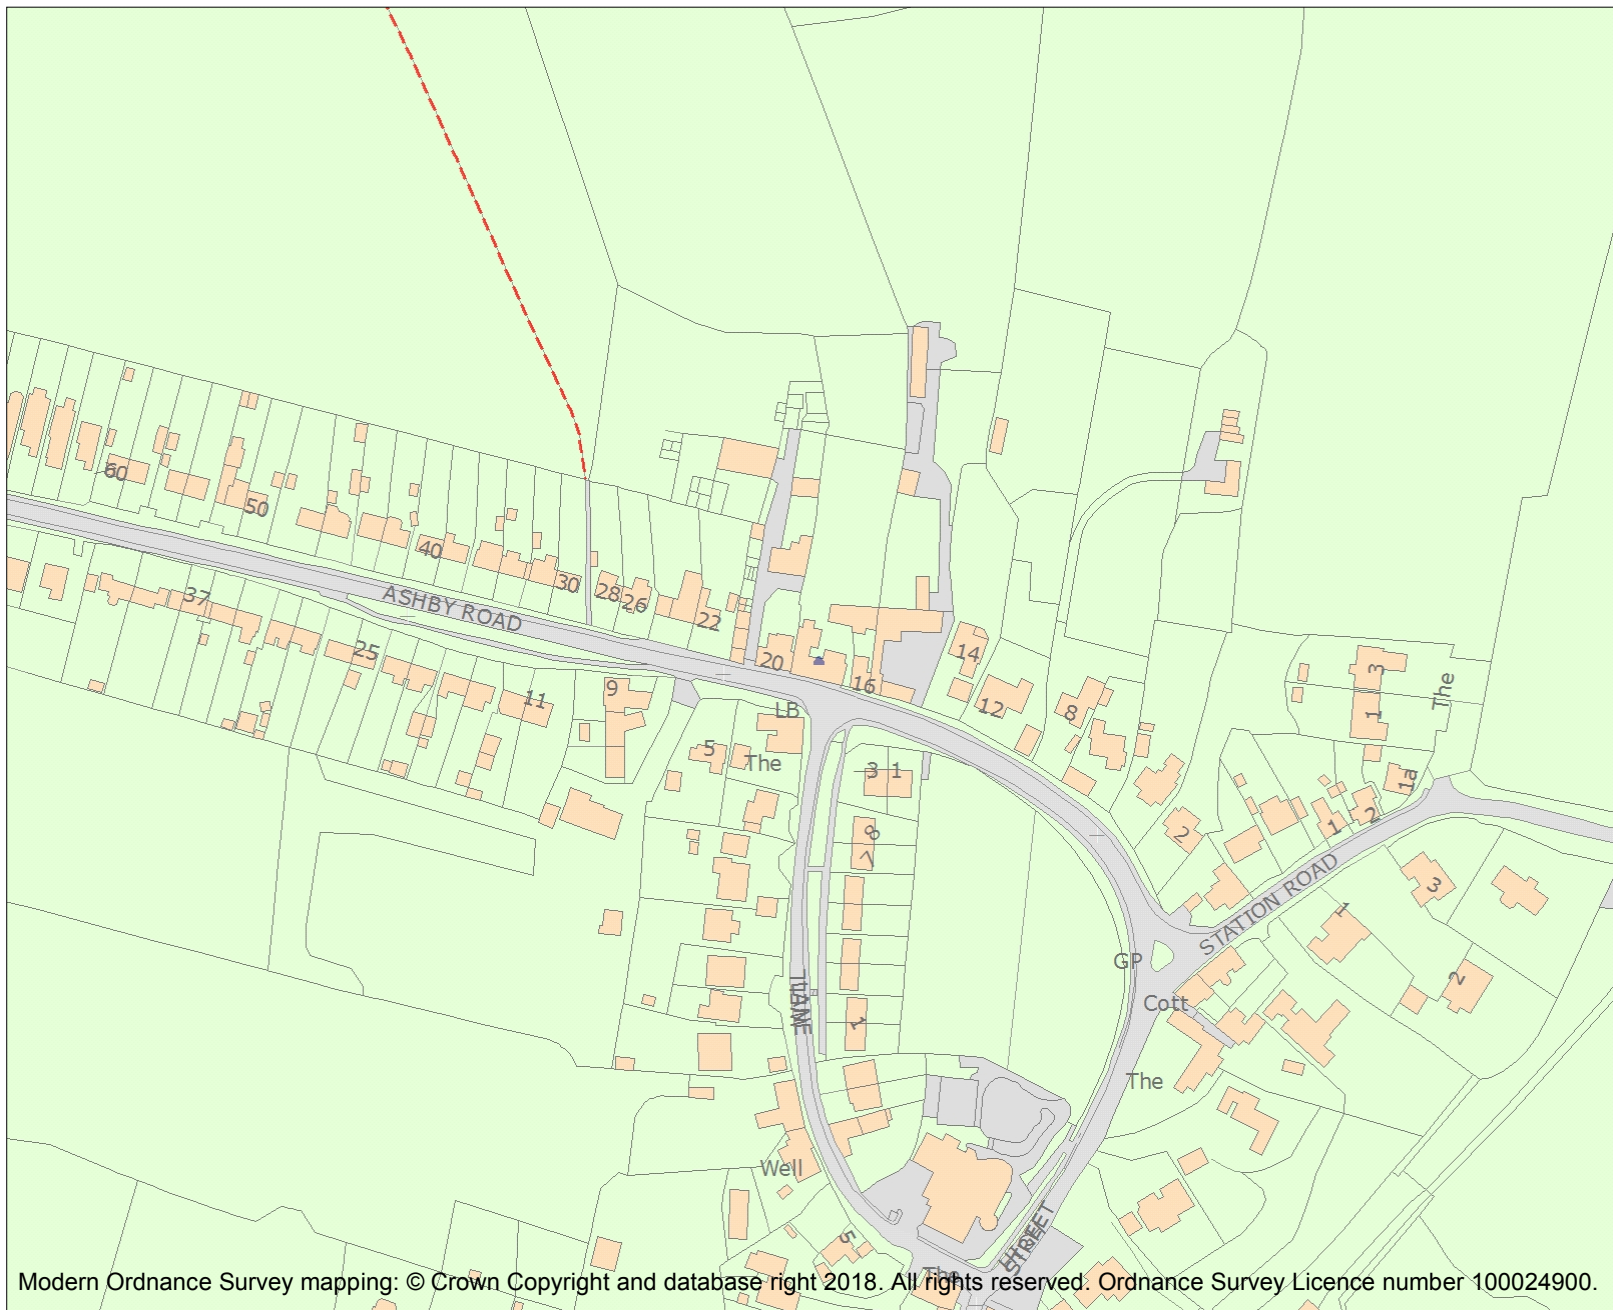 60
50
40
37
30
28
26
ASHBY ROAD
22
25
20
14
16
12
8
11
9
LB
5
The
3 1
3
1
The
1a
8
7
2
1
2
STATION ROAD
3
1
GP
2
Cott
1
The
Well
5
STREET
The
Modern Ordnance Survey mapping: © Crown Copyright and database right 2018. All rights reserved. Ordnance Survey Licence number 100024900.